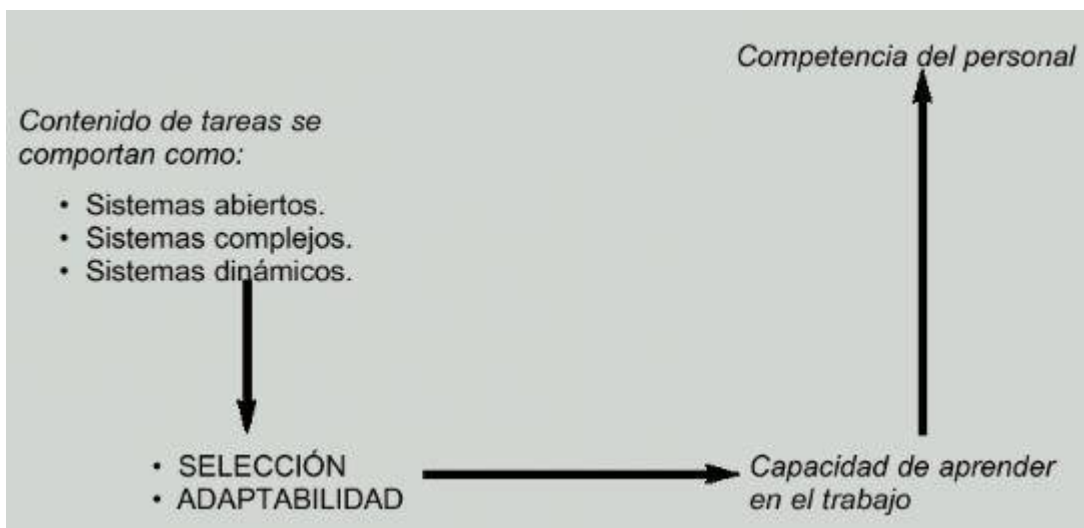 Competencia del personal
Contenido de tareas se
comportan como:
• Sistemas abiertos.
• Sistemas complejos.
• Sistemas dinámicos.
• SELECCIÓN
• ADAPTABILIDAD
Capacidad de aprender
en el trabajo